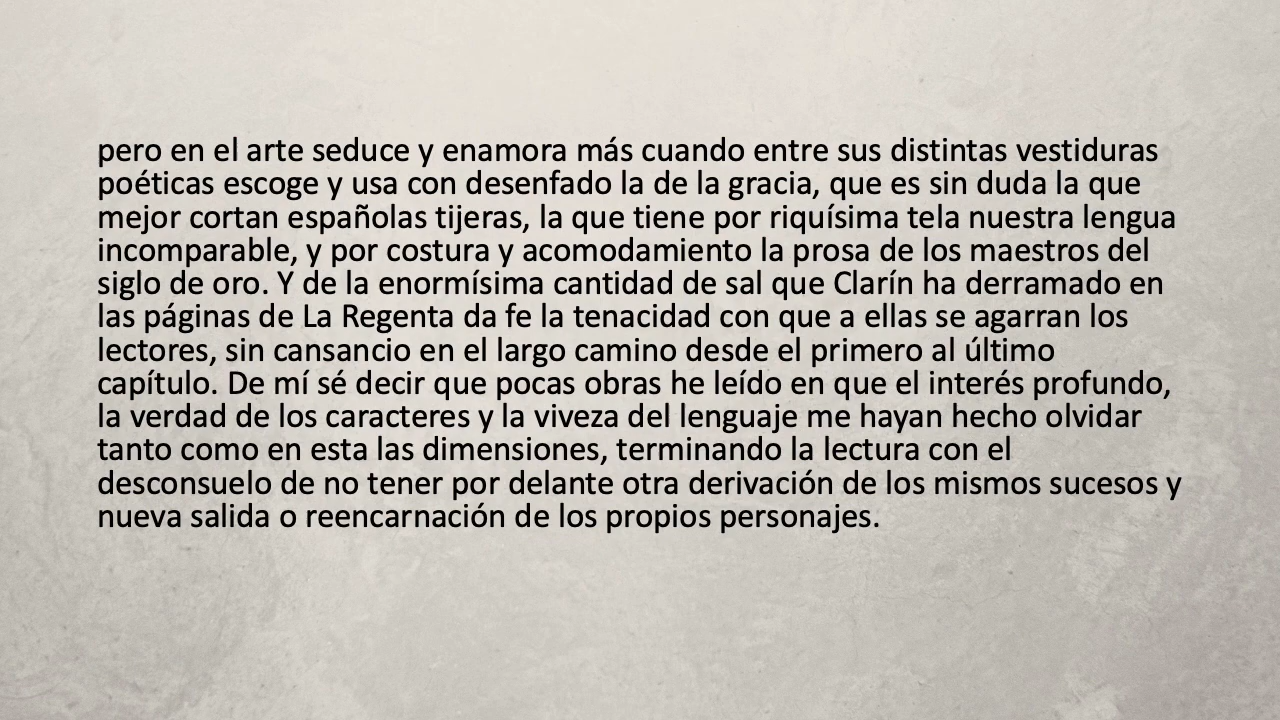 pero en el arte seduce y enamora más cuando entre sus distintas vestiduras
poéticas escoge y usa con desenfado la de la gracia, que es sin duda la que
mejor cortan españolas tijeras, la que tiene por riquísima tela nuestra lengua
incomparable, y por costura y acomodamiento la prosa de los maestros del
siglo de oro. Y de la enormísima cantidad de sal que Clarín ha derramado en
las páginas de La Regenta da fe la tenacidad con que a ellas se agarran los
lectores, sin cansancio en el largo camino desde el primero al último
capítulo. De mí sé decir que pocas obras he leído en que el interés profundo,
la verdad de los caracteres y la viveza del lenguaje me hayan hecho olvidar
tanto como en esta las dimensiones, terminando la lectura con el
desconsuelo de no tener por delante otra derivación de los mismos sucesos y
nueva salida o reencarnación de los propios personajes.